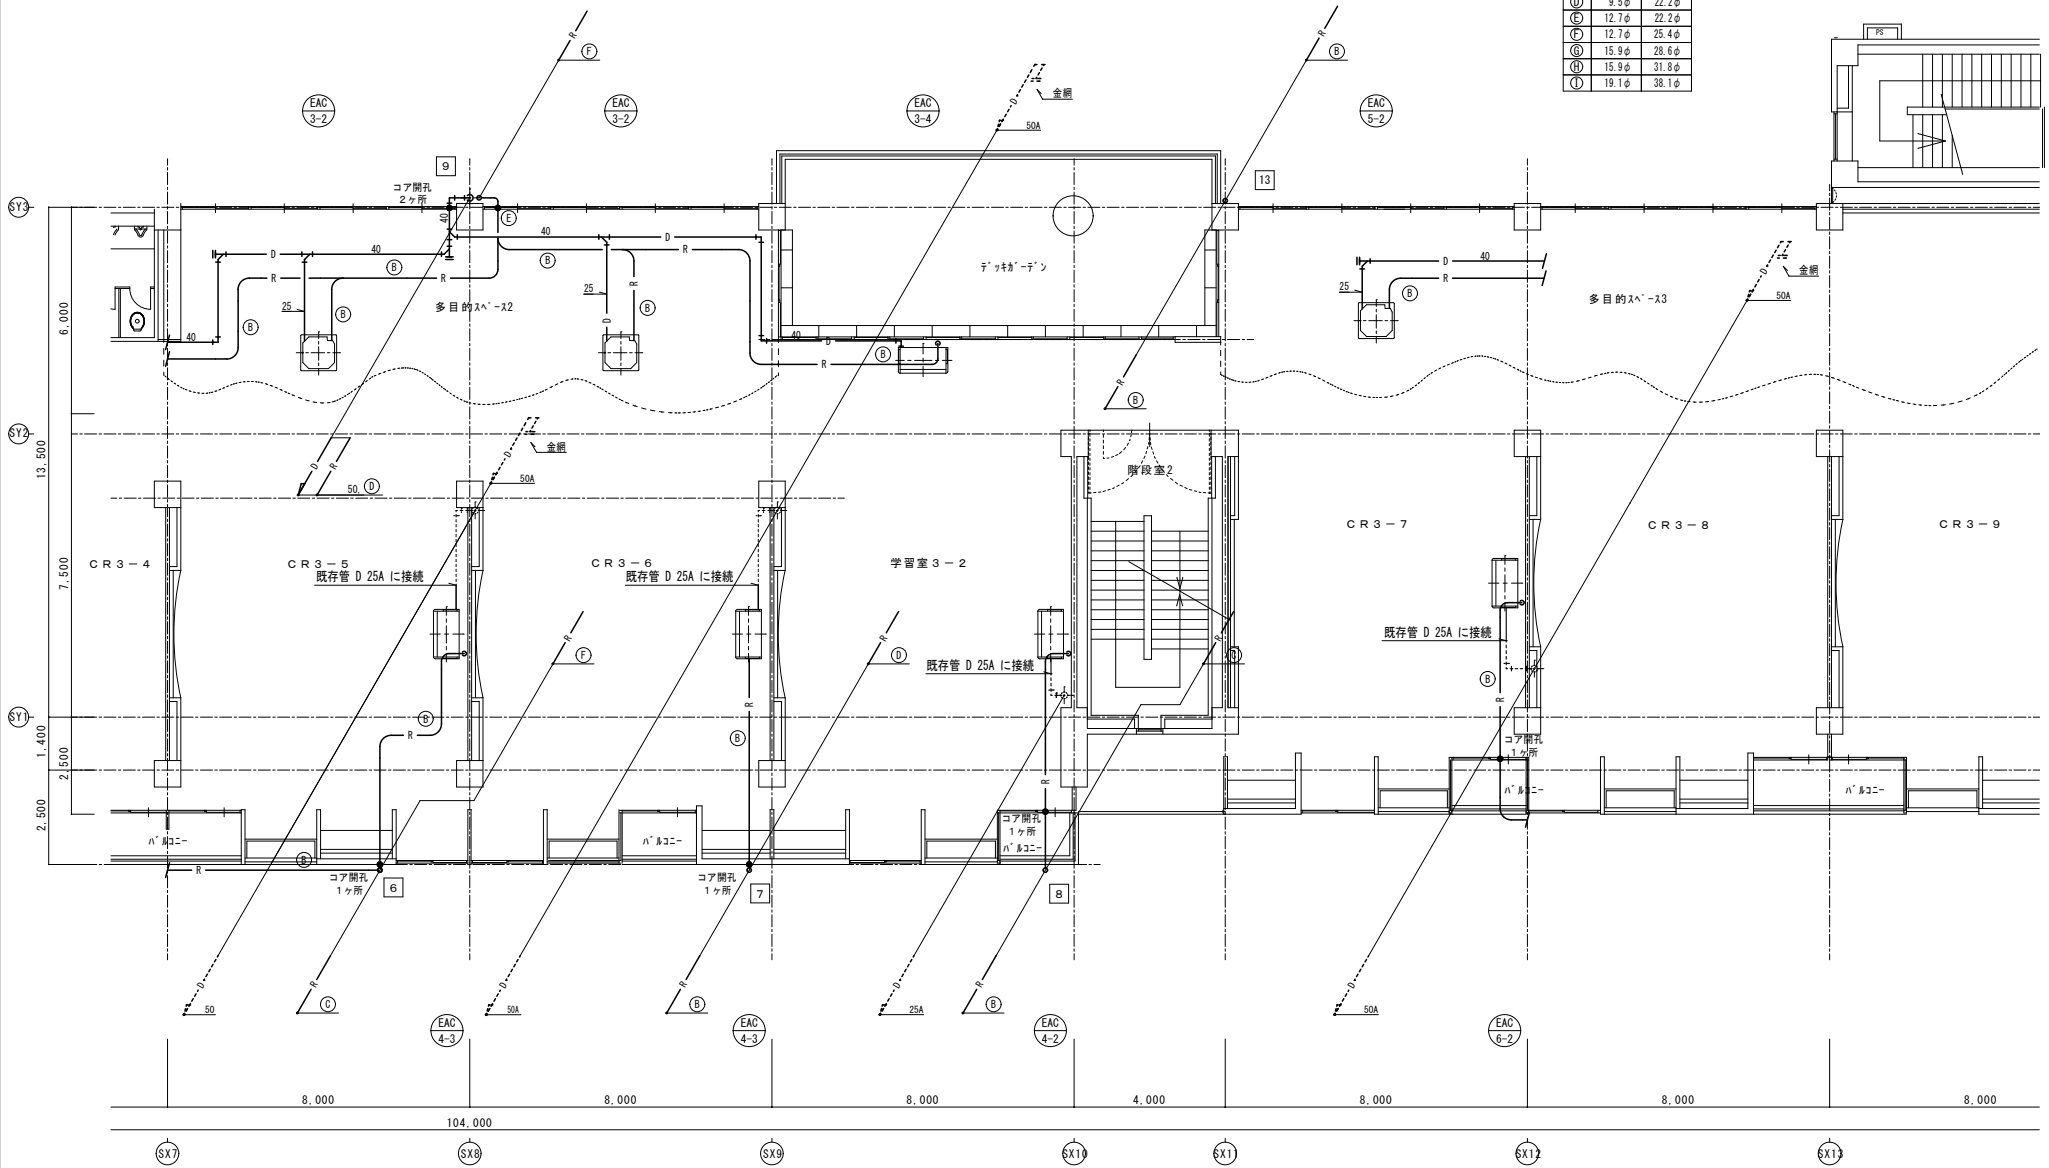 Ⓓ 9.5φ 22.2φ
Ⓔ 12.7φ 22.2φ
Ⓕ 12.7φ 25.4φ
Ⓖ 15.9φ 28.6φ
Ⓗ 15.9φ 31.8φ
Ⓘ 19.1φ 38.1φ
PS
R Ⓕ
R Ⓑ
D 金網
50A
EAC 3-2
EAC 3-2
EAC 3-4
EAC 5-2
9
13
コア開孔
2ヶ所
SY3
40
Ⓔ
40 D
D 40
R
Ⓑ
R
R
Ⓑ
デッキガーデン
D 40
R
D 金網
50A
25
Ⓑ
多目的スペース2
25
R
Ⓑ
D
25
Ⓑ
多目的スペース3
6,000
Ⓑ
40
40 D
Ⓑ
R
R
Ⓑ
SY2
D 金網
50A
13,500
D R
50, Ⓓ
階段室2
CR3-7
CR3-8
CR3-9
CR3-4
CR3-5
CR3-6
学習室3-2
7,500
既存管 D 25A に接続
既存管 D 25A に接続
R Ⓕ
R Ⓓ
R Ⓒ
既存管 D 25A に接続
既存管 D 25A に接続
Ⓑ
R
SY1
Ⓑ
R
R
Ⓑ
1,400
2,500
R
コア開孔
1ヶ所
バルコニー
バルコニー
2,500
コア開孔
1ヶ所
バルコニー
バルコニー
バルコニー
Ⓑ
R
コア開孔
1ヶ所
6
コア開孔
1ヶ所
7
8
D
50
R
Ⓒ
D
50A
R
Ⓑ
D
25A
R
Ⓑ
D
50A
EAC 4-3
EAC 4-3
EAC 4-2
EAC 6-2
8,000 8,000 8,000 4,000 8,000 8,000 8,000
104,000
SX7 SX8 SX9 SX10 SX11 SX12 SX13